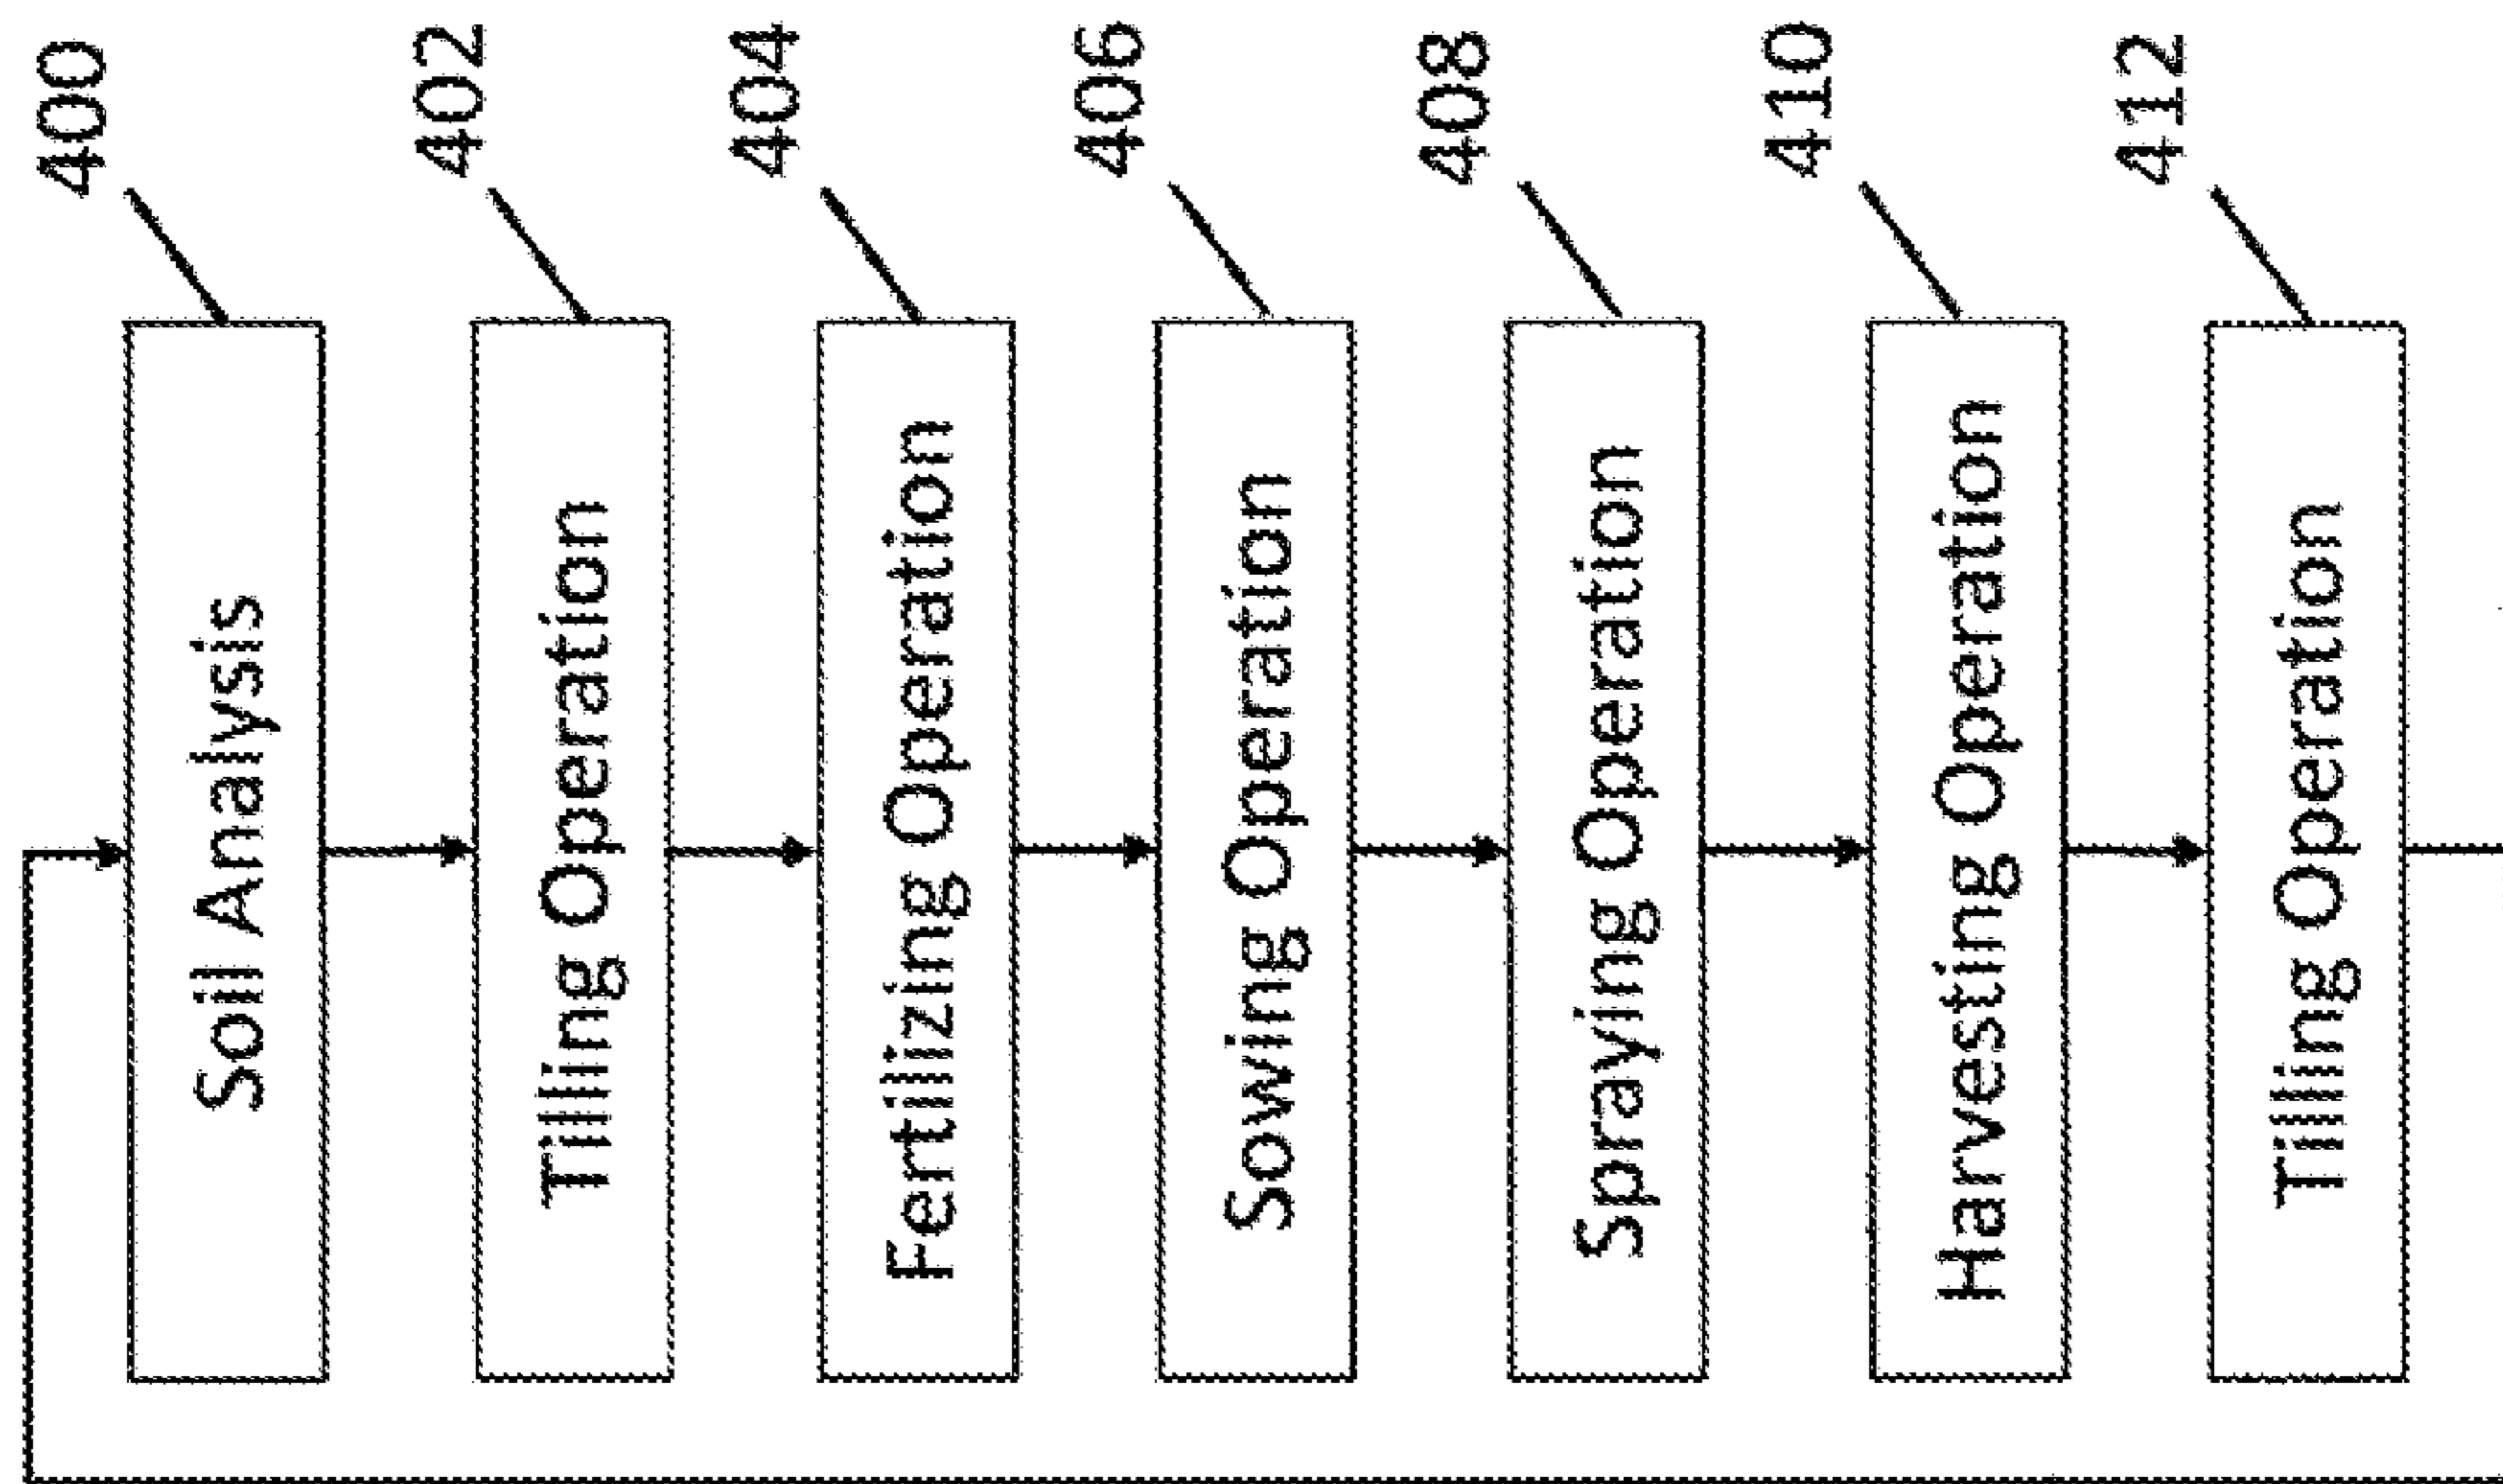 400
Soil Analysis
402
Tilling Operation
404
Fertilizing Operation
406
Sowing Operation
408
Spraying Operation
410
Harvesting Operation
412
Tilling Operation